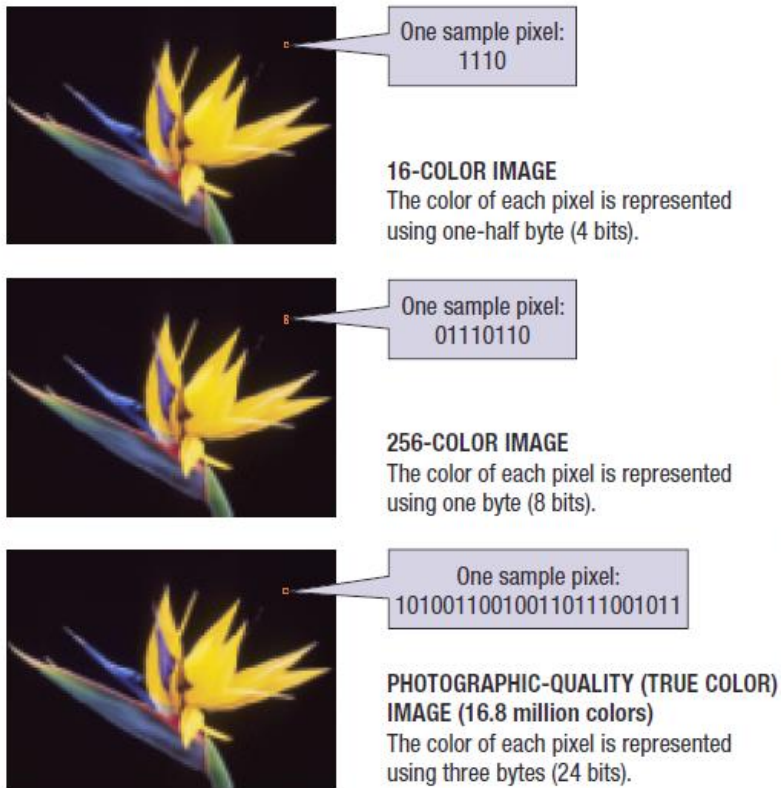 One sample pixel:
1110
16-COLOR IMAGE
The color of each pixel is represented
using one-half byte (4 bits).
One sample pixel:
01110110
256-COLOR IMAGE
The color of each pixel is represented
using one byte (8 bits).
One sample pixel:
101001100100110111001011
PHOTOGRAPHIC-QUALITY (TRUE COLOR)
IMAGE (16.8 million colors)
The color of each pixel is represented
using three bytes (24 bits).